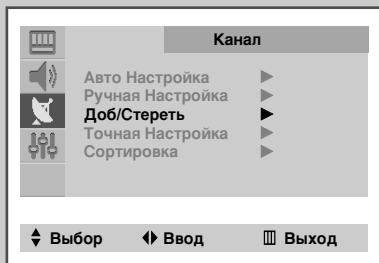 Канал
Авто Настройка
Ручная Настройка
Доб/Стереть
Точная Настройка
Сортировка
Выбор Ввод Выход